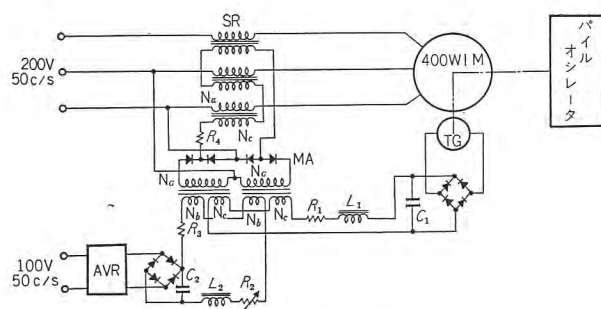 SR
200V
50c/s
Na
Nc
R4
400W I M
パイル
オシレータ
TG
MA
NG
NG
Nb
Nc
Nb
Nc
R1
L1
C1
R3
100V
50c/s
AVR
C2
L2
R2